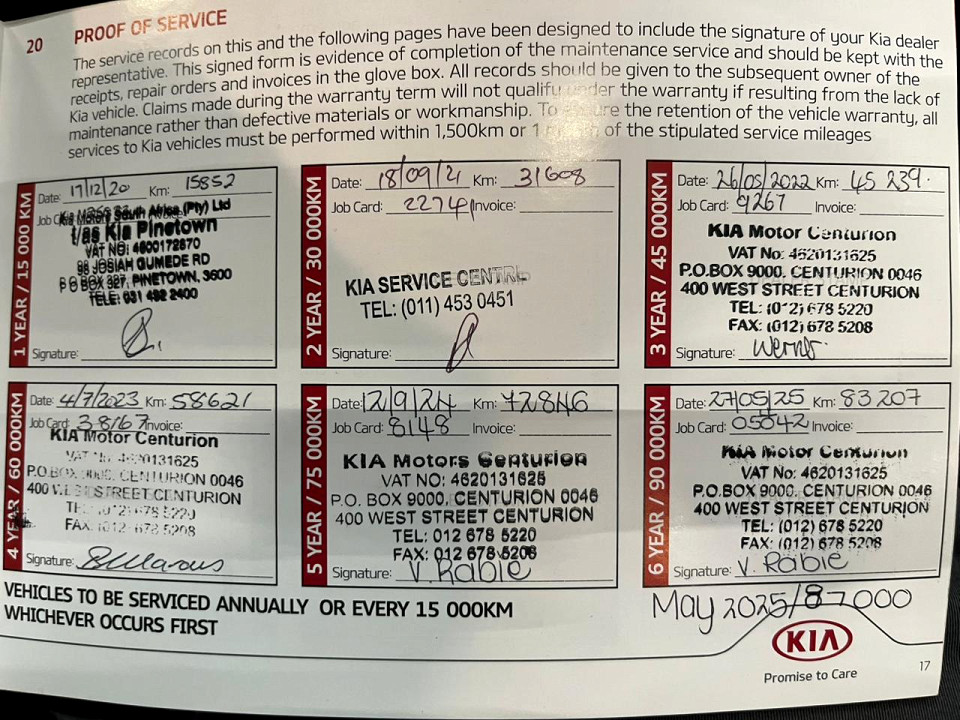 20 PROOF OF SERVICE
The service records on this and the following pages have been designed to include the signature of your Kia dealer
representative. This signed form is evidence of completion of the maintenance service and should be kept with the
receipts, repair orders and invoices in the glove box. All records should be given to the subsequent owner of the
Kia vehicle. Claims made during the warranty term will not qualify under the warranty if resulting from the lack of
maintenance rather than defective materials or workmanship. To the retention of the vehicle warranty, all
services to Kia vehicles must be performed within 1,500km or 1 of the stipulated service mileages
1 YEAR / 15 000 KM
Date: 17/12/20 Km: 15852
Job
Kia Motors South Africa (Pty) Ltd
t/as Kia Pinetown
VAT NO: 4600172870
98 JOSIAH GUMEDE RD
P O BOX 327, PINETOWN, 3600
TELE: 031 492 2400
Signature:
2 YEAR / 30 000KM
Date: 18/09/21 Km: 31608
Job Card: 2274 Invoice:
KIA SERVICE CENTRE
TEL: (011) 453 0451
Signature:
3 YEAR / 45 000KM
Date: 26/05/2022 Km: 45 239.
Job Card: 9267 Invoice:
KIA Motor Centurion
VAT No: 4620131625
P.O.BOX 9000, CENTURION 0046
400 WEST STREET CENTURION
TEL: (012) 678 5220
FAX: (012) 678 5208
Signature:
4 YEAR / 60 000KM
Date: 4/7/2023 Km: 58621
Job Card: 38167 Invoice:
KIA Motor Centurion
VAT No: 4620131625
P.O.BOX 9000, CENTURION 0046
400 WEST STREET CENTURION
TEL: (012) 678 5220
FAX: (012) 678 5208
Signature:
5 YEAR / 75 000KM
Date: 12/9/24 Km: 72846
Job Card: 8148 Invoice:
KIA Motors Centurion
VAT NO: 4620131625
P.O. BOX 9000, CENTURION 0046
400 WEST STREET CENTURION
TEL: 012 678 5220
FAX: 012 678 5208
Signature: V. Rabie
6 YEAR / 90 000KM
Date: 27/05/25 Km: 83 207
Job Card: 05042 Invoice:
KIA Motor Centurion
VAT No: 4620131625
P.O.BOX 9000, CENTURION 0046
400 WEST STREET CENTURION
TEL: (012) 678 5220
FAX: (012) 678 5208
Signature: V. Rabie
VEHICLES TO BE SERVICED ANNUALLY OR EVERY 15 000KM
WHICHEVER OCCURS FIRST
May 2025/87000
KIA
Promise to Care
17